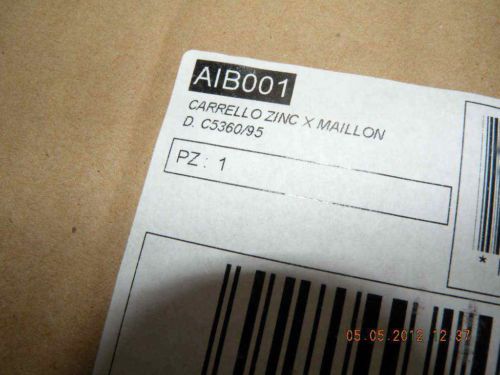 AIB001
CARRELLO ZINC X MAILLON
D. C5360/95
PZ: 1
*
05.05.2012 12:37